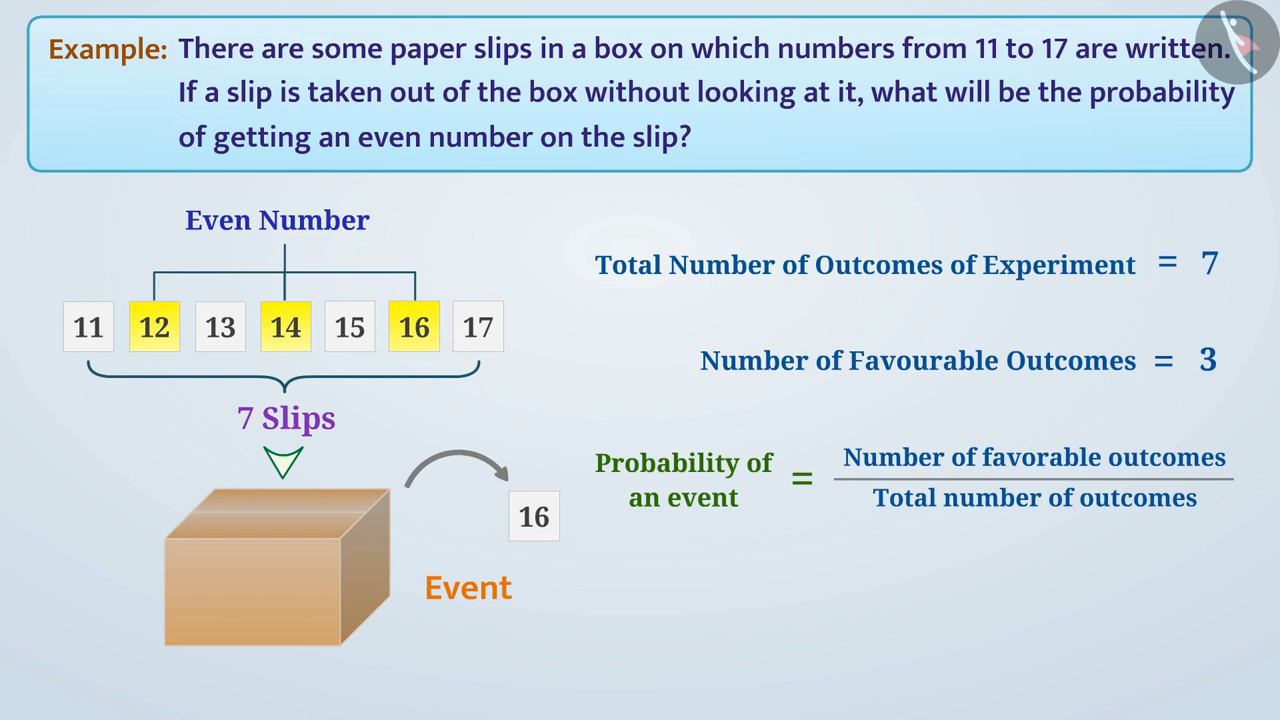 Example: There are some paper slips in a box on which numbers from 11 to 17 are written.
If a slip is taken out of the box without looking at it, what will be the probability
of getting an even number on the slip?
Even Number
11 12 13 14 15 16 17
7 Slips
16
Event
Total Number of Outcomes of Experiment = 7
Number of Favourable Outcomes = 3
Probability of
an event
=
Number of favorable outcomes
Total number of outcomes